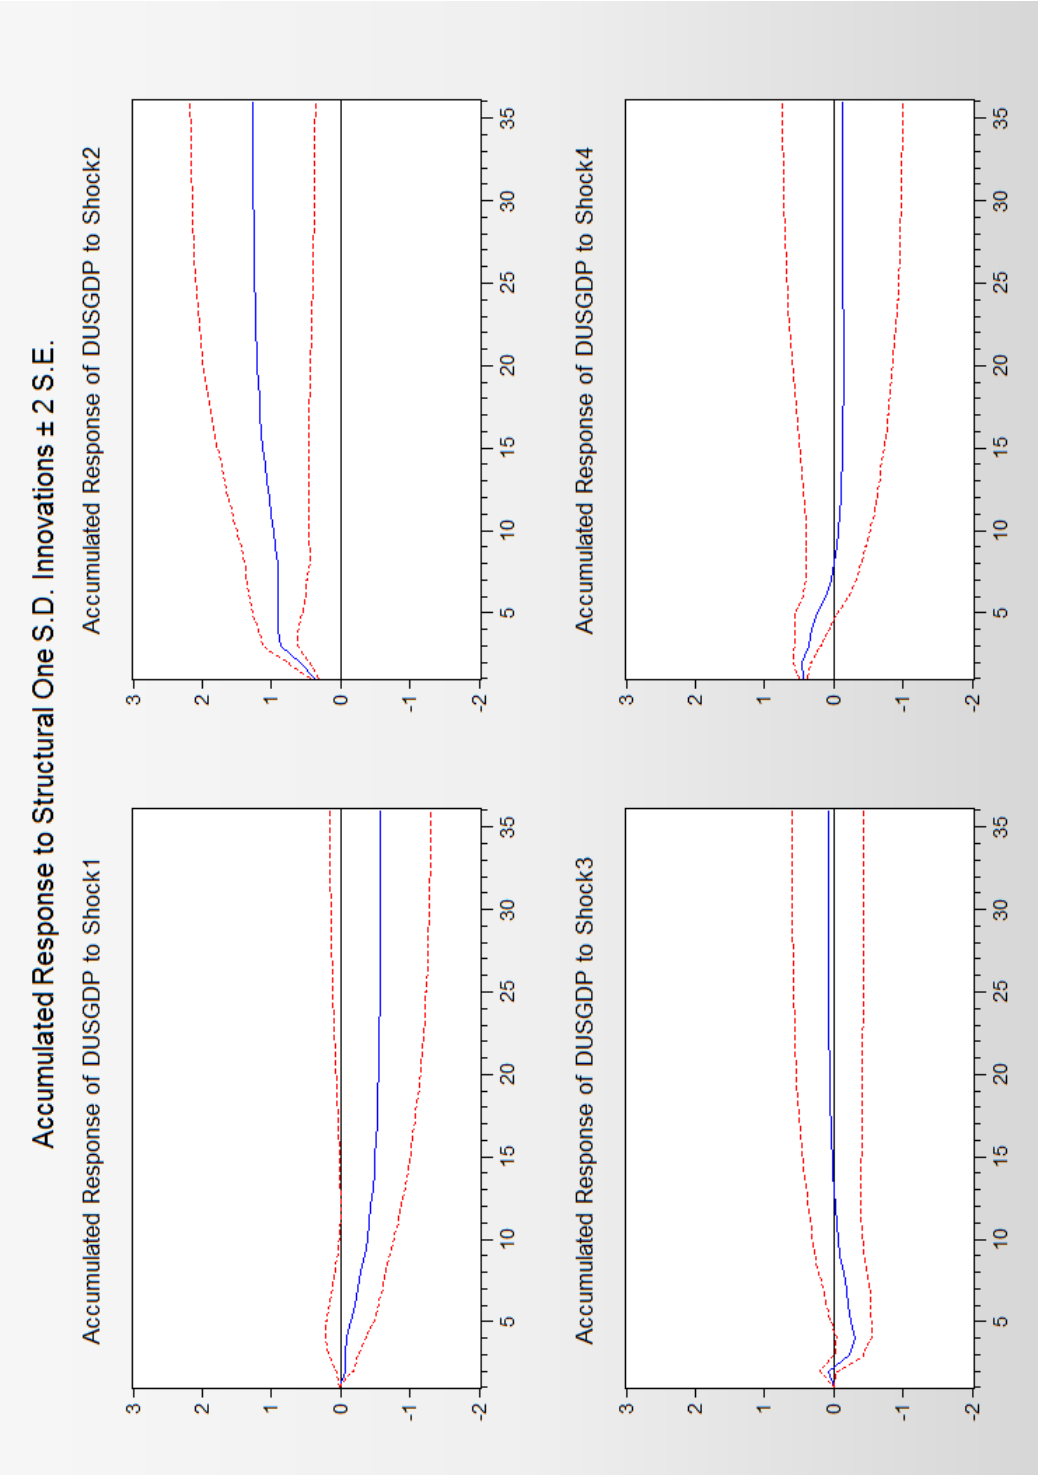 Accumulated Response to Structural One S.D. Innovations ± 2 S.E.
Accumulated Response of DUSGDP to Shock1
3
2
1
0
-1
-2
5 10 15 20 25 30 35
Accumulated Response of DUSGDP to Shock2
3
2
1
0
-1
-2
5 10 15 20 25 30 35
Accumulated Response of DUSGDP to Shock3
3
2
1
0
-1
-2
5 10 15 20 25 30 35
Accumulated Response of DUSGDP to Shock4
3
2
1
0
-1
-2
5 10 15 20 25 30 35